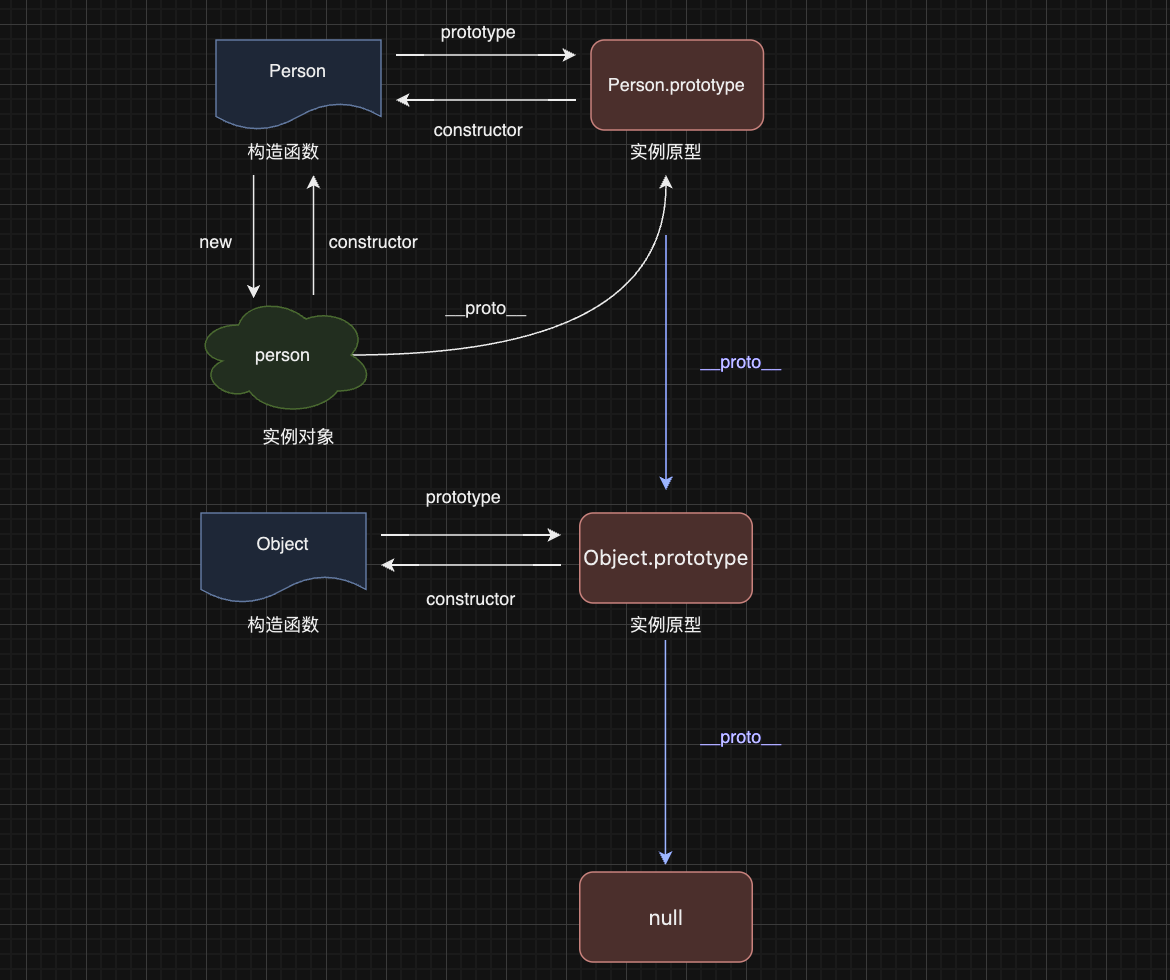 prototype
Person
Person.prototype
constructor
构造函数
实例原型
new
constructor
__proto__
person
__proto__
实例对象
prototype
Object
Object.prototype
constructor
构造函数
实例原型
__proto__
null